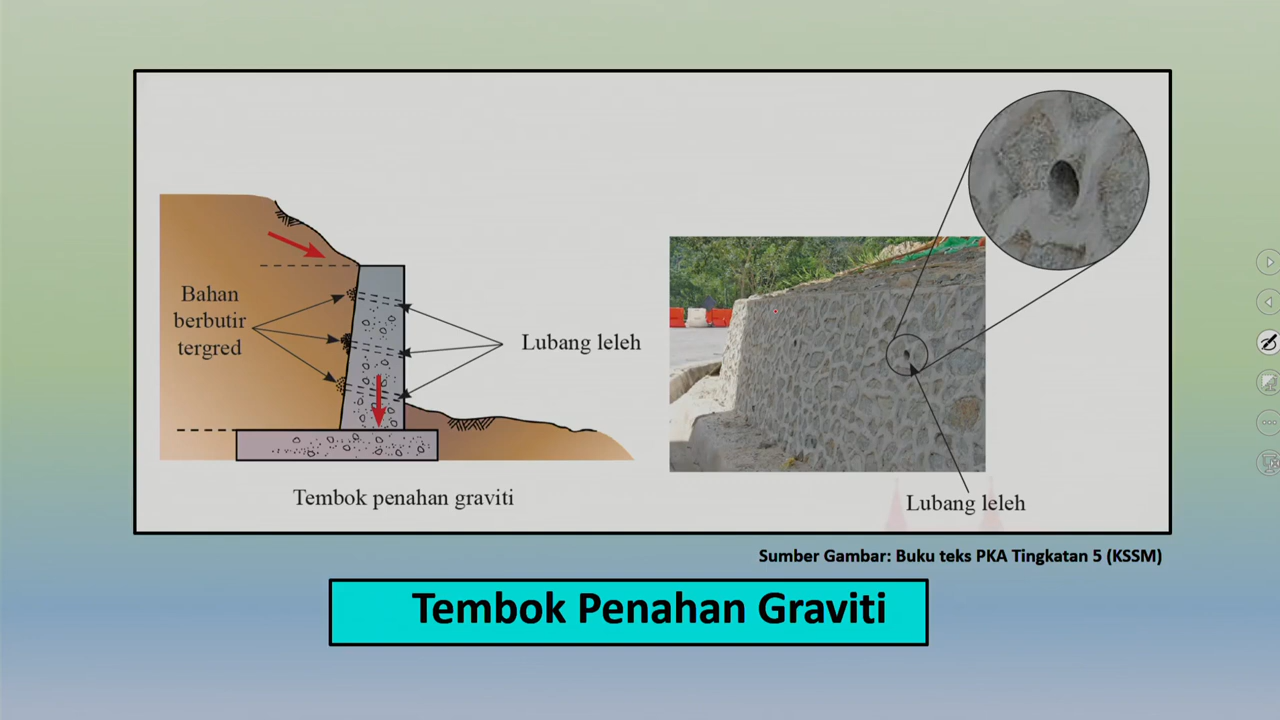 Bahan
berbutir
tergred
Lubang leleh
Tembok penahan graviti
Lubang leleh
Sumber Gambar: Buku teks PKA Tingkatan 5 (KSSM)
Tembok Penahan Graviti